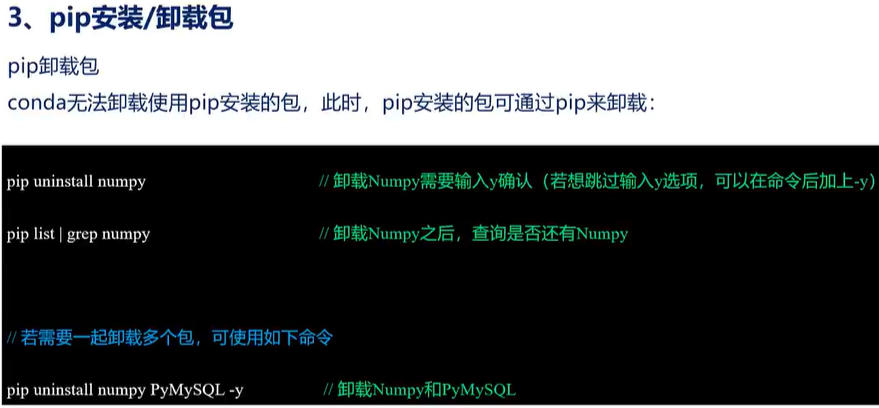 3、pip安装/卸载包
pip卸载包
conda无法卸载使用pip安装的包，此时，pip安装的包可通过pip来卸载：
pip uninstall numpy // 卸载Numpy需要输入y确认（若想跳过输入y选项，可以在命令后加上-y）
pip list | grep numpy // 卸载Numpy之后，查询是否还有Numpy
// 若需要一起卸载多个包，可使用如下命令
pip uninstall numpy PyMySQL -y // 卸载Numpy和PyMySQL